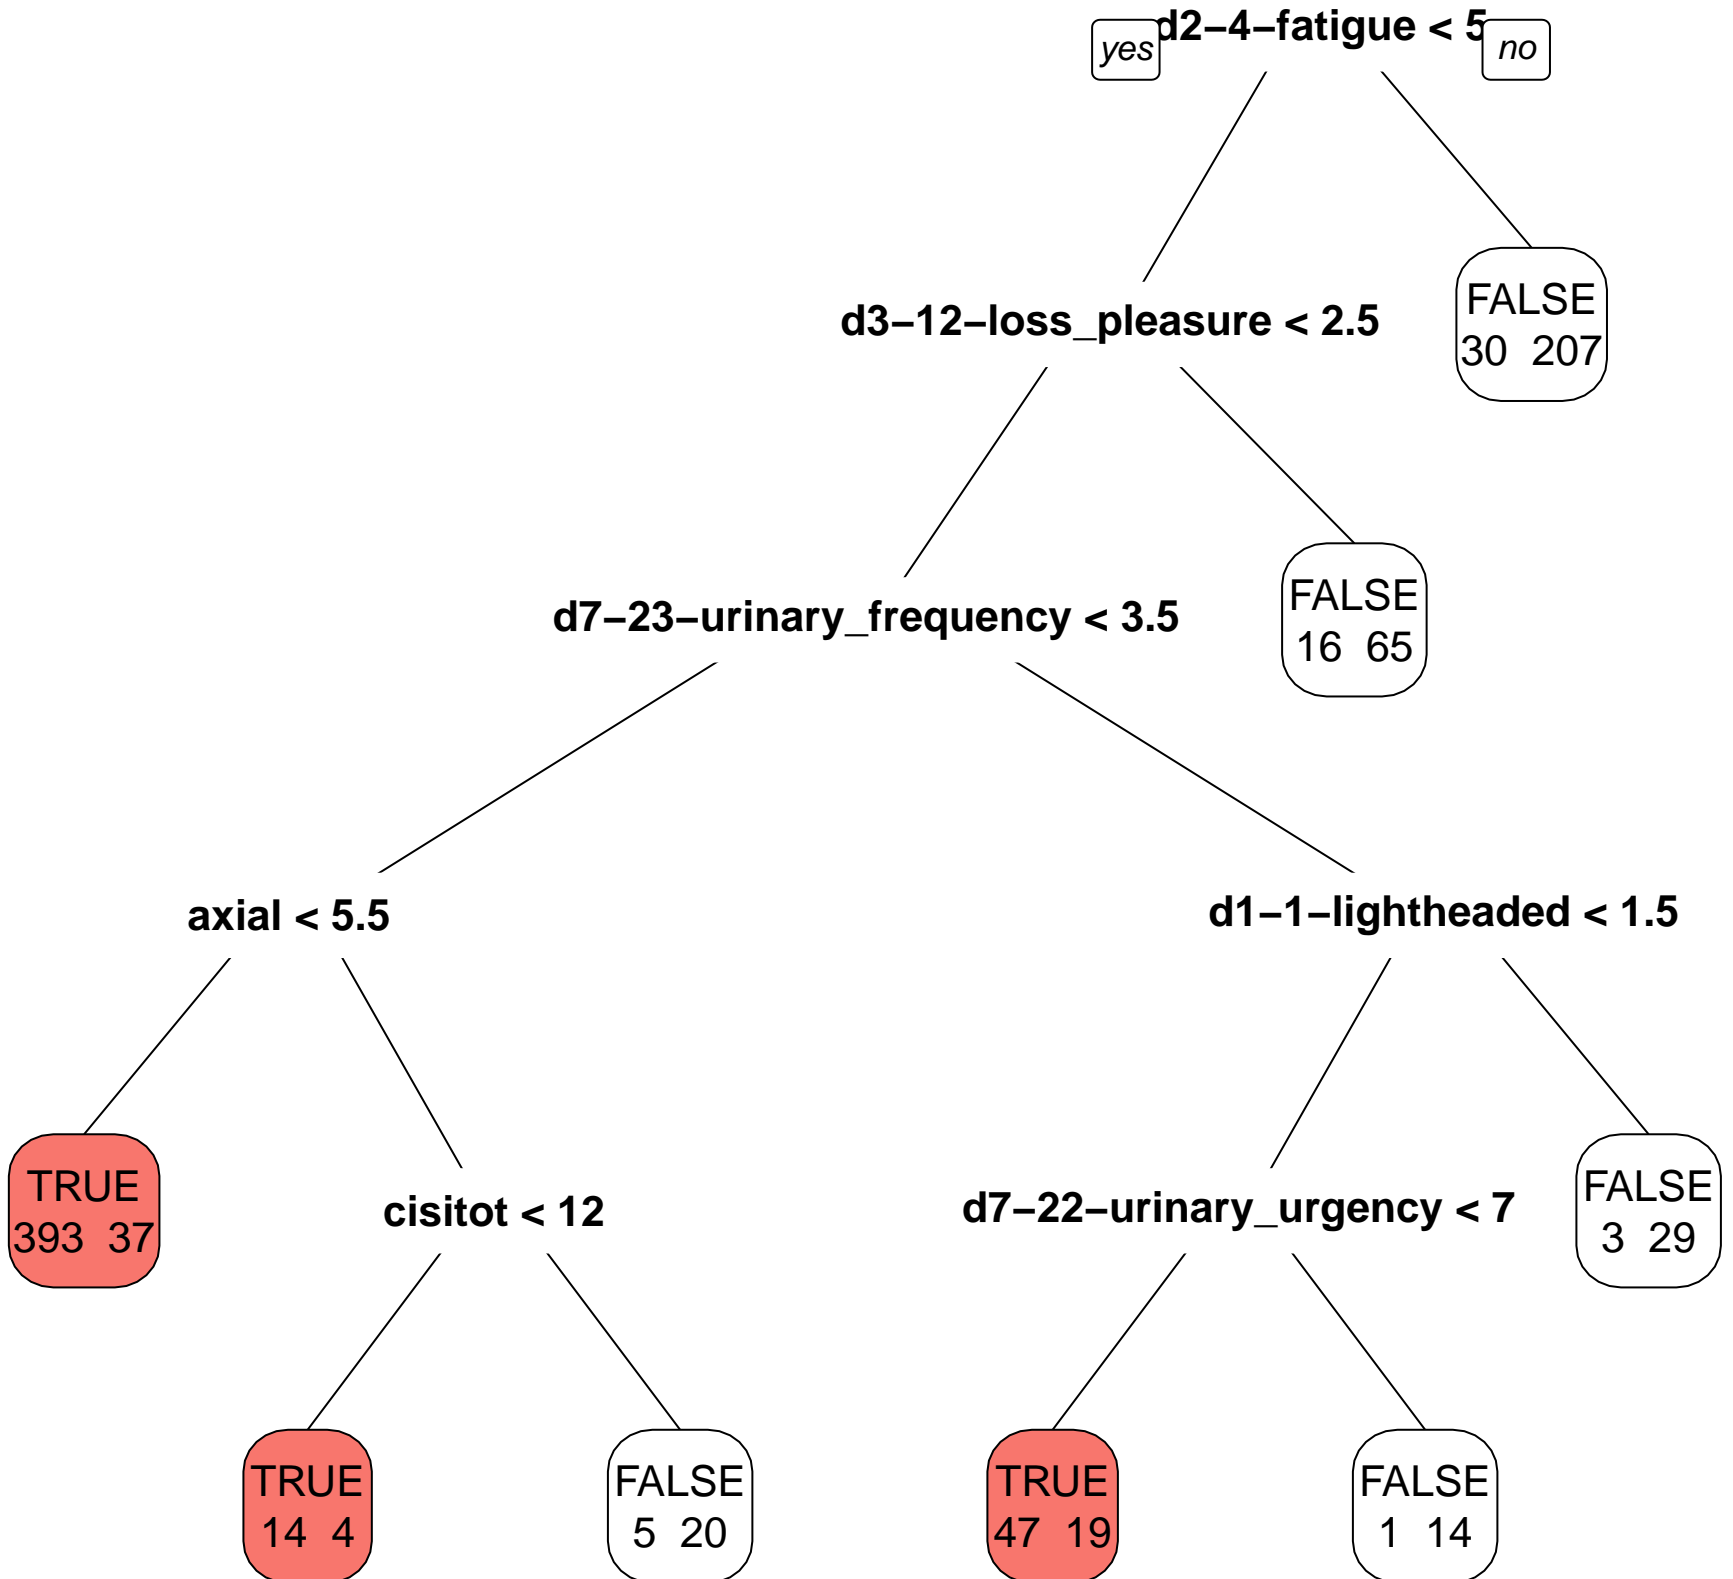 d2–4–fatigue < 5
yes
no
d3–12–loss_pleasure < 2.5
FALSE
30 207
d7–23–urinary_frequency < 3.5
FALSE
16 65
axial < 5.5
d1–1–lightheaded < 1.5
TRUE
393 37
cisitot < 12
d7–22–urinary_urgency < 7
FALSE
3 29
TRUE
14 4
FALSE
5 20
TRUE
47 19
FALSE
1 14